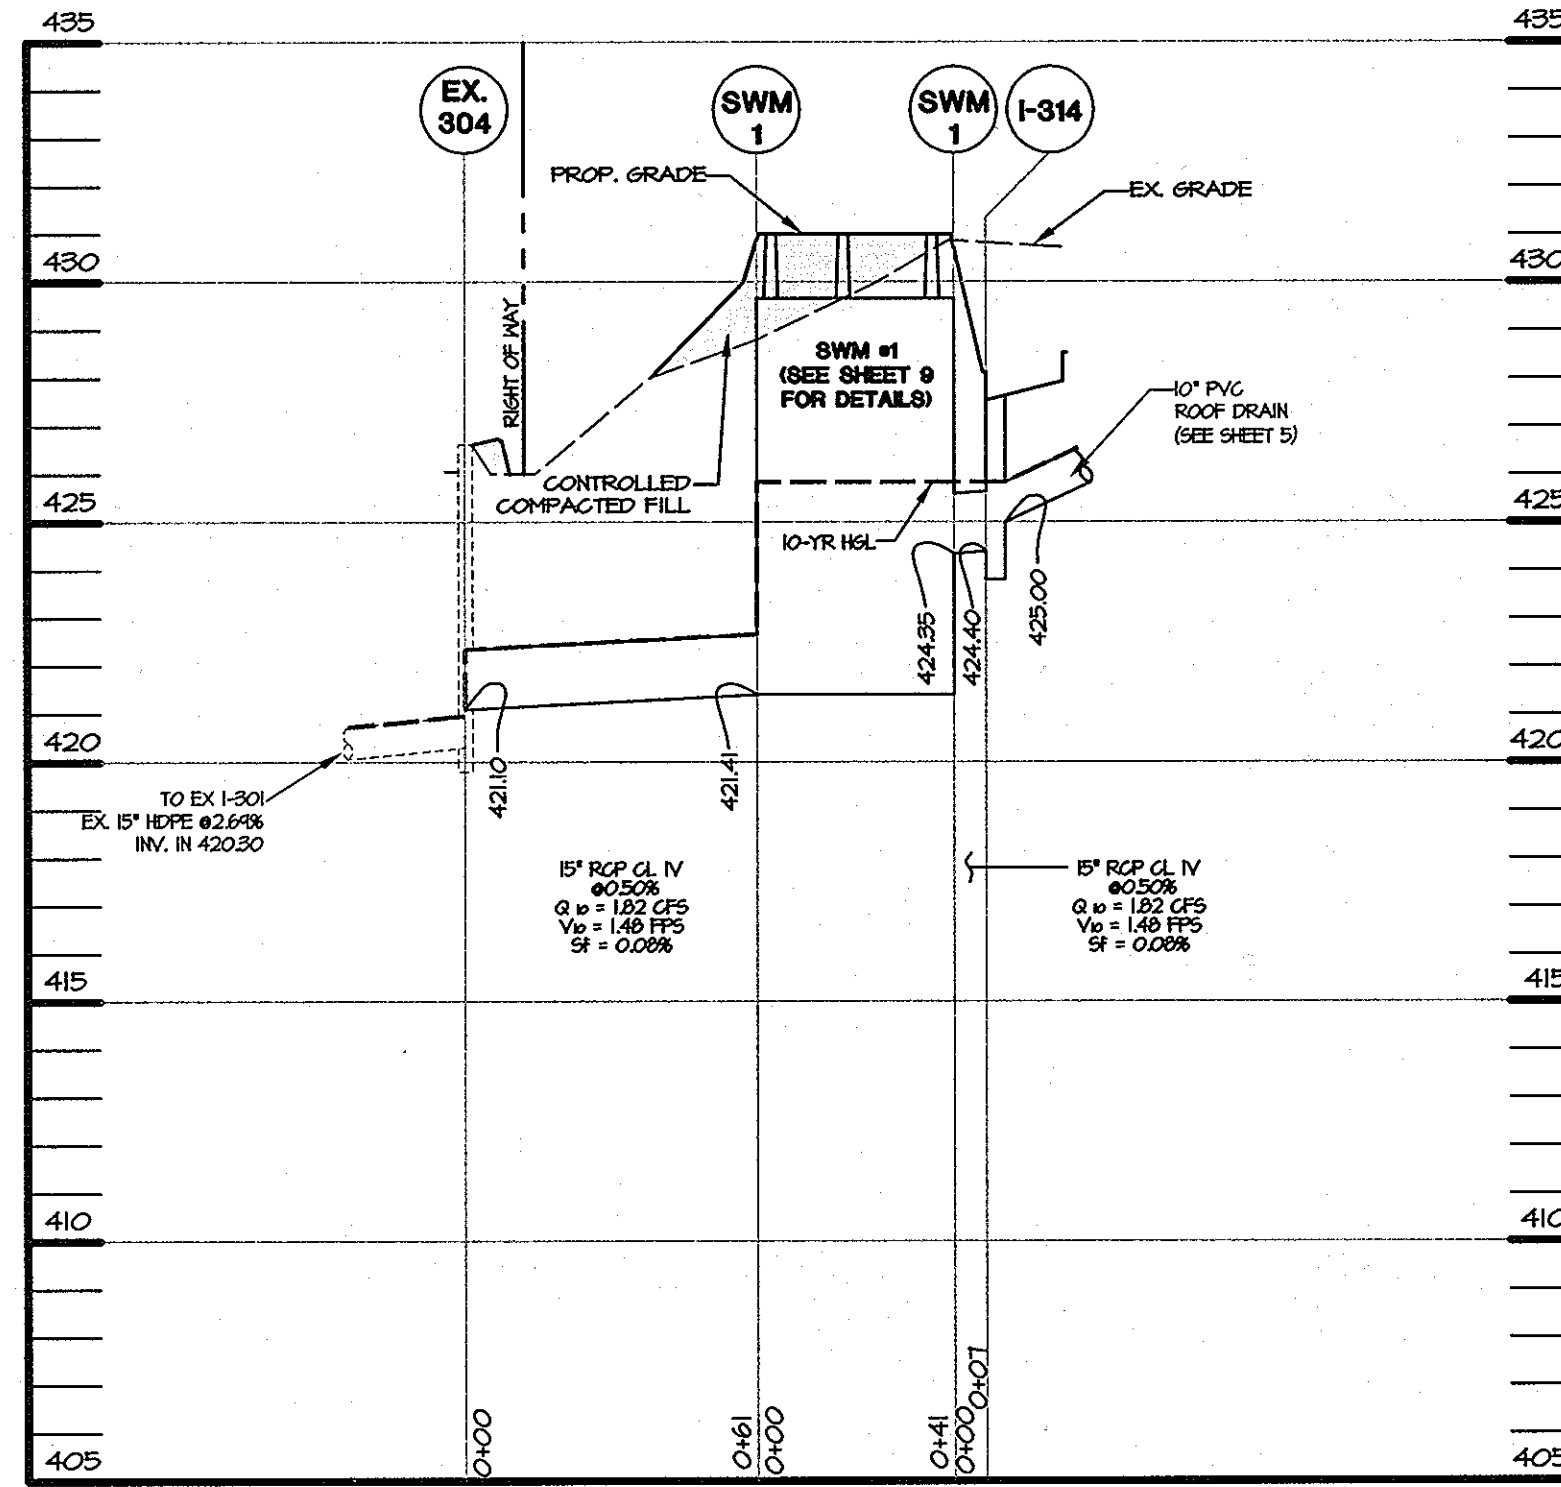 435
435
EX.
304
SWM
1
SWM
1
I-314
PROP. GRADE
EX. GRADE
430
430
RIGHT OF WAY
SWM #1
(SEE SHEET 9
FOR DETAILS)
10" PVC
ROOF DRAIN
(SEE SHEET 5)
CONTROLLED
COMPACTED FILL
425
425
10-YR HGL
424.35
424.40
425.00
420
420
421.10
421.41
TO EX I-301
EX. 15" HDPE @2.69%
INV. IN 420.30
15" RCP CL IV
@0.50%
Q10 = 1.82 CFS
V10 = 1.48 FPS
Sf = 0.08%
15" RCP CL IV
@0.50%
Q10 = 1.82 CFS
V10 = 1.48 FPS
Sf = 0.08%
415
415
410
410
0+00
0+61
0+00
0+41
0+00
0+07
405
405